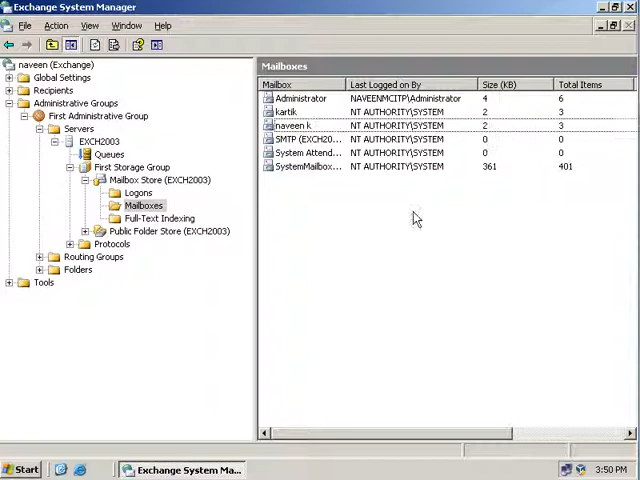 Exchange System Manager
File Action View Window Help
naveen (Exchange)
Global Settings
Recipients
Administrative Groups
First Administrative Group
Servers
EXCH2003
Queues
First Storage Group
Mailbox Store (EXCH2003)
Logons
Mailboxes
Full-Text Indexing
Public Folder Store (EXCH2003)
Protocols
Routing Groups
Folders
Tools
Mailboxes
Mailbox Last Logged on By Size (KB) Total Items
Administrator NAVEENMCITP\Administrator 4 6
kartik NT AUTHORITY\SYSTEM 2 3
naveen k NT AUTHORITY\SYSTEM 2 3
SMTP (EXCH20... NT AUTHORITY\SYSTEM 0 0
System Attend... NT AUTHORITY\SYSTEM 0 0
SystemMailbox... NT AUTHORITY\SYSTEM 361 401
Start Exchange System Ma... 3:50 PM